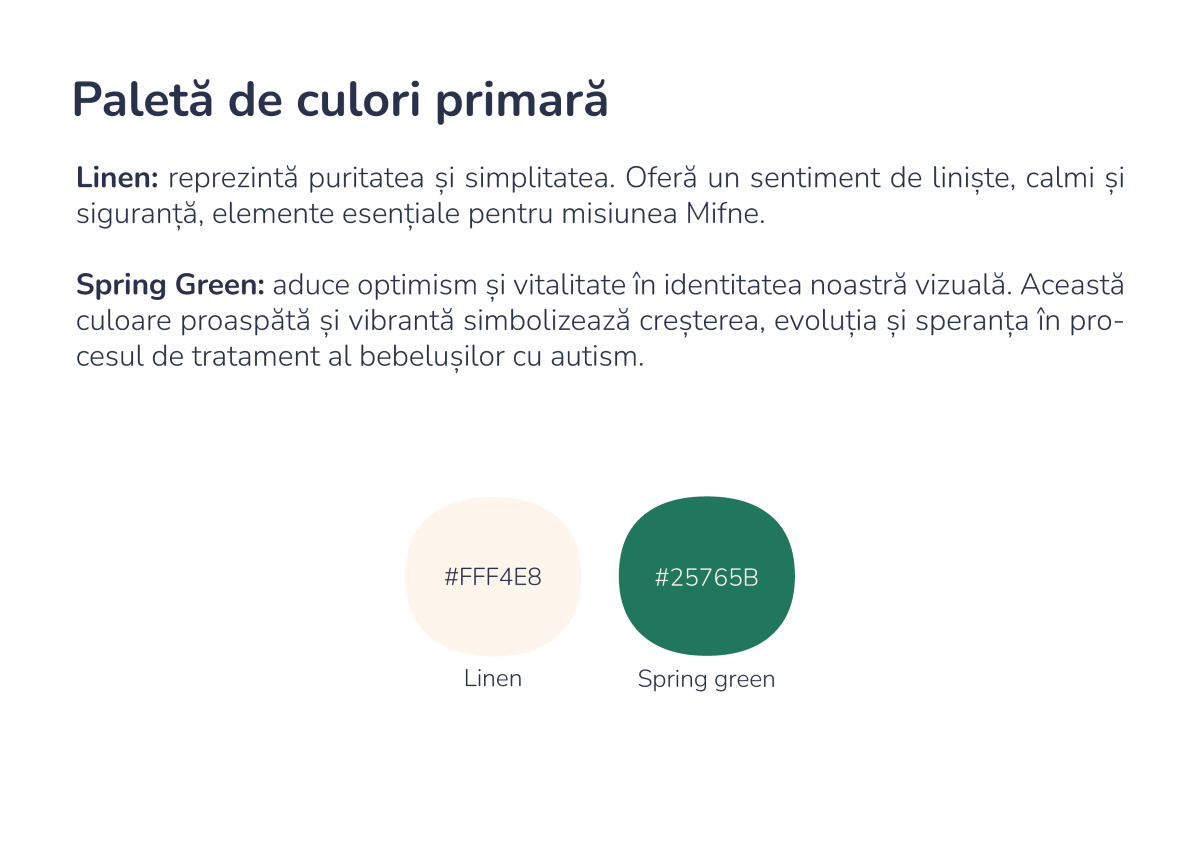 Paletă de culori primară
Linen: reprezintă puritatea și simplitatea. Oferă un sentiment de liniște, calmi și
siguranță, elemente esențiale pentru misiunea Mifne.
Spring Green: aduce optimism și vitalitate în identitatea noastră vizuală. Această
culoare proaspătă și vibrantă simbolizează creșterea, evoluția și speranța în pro-
cesul de tratament al bebelușilor cu autism.
#FFF4E8 #25765B
Linen Spring green